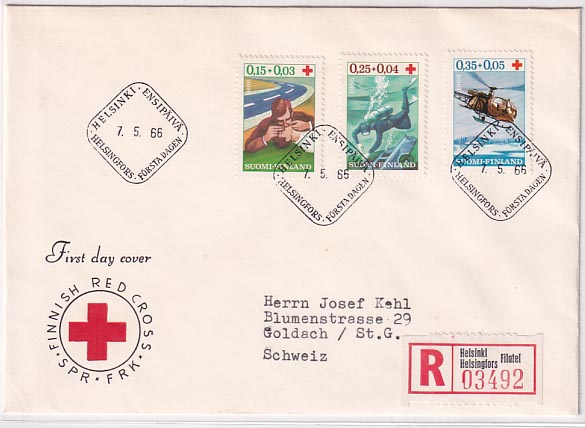 0,15+0,03
SUOMI-FINLAND
0,25+0,04
SUOMI-FINLAND
0,35+0,05
SUOMI-FINLAND
HELSINKI · ENSIPÄIVÄ
7. 5. 66
HELSINGFORS · FÖRSTA DAGEN
HELSINKI · ENSIPÄIVÄ
7. 5. 66
HELSINGFORS · FÖRSTA DAGEN
HELSINKI · ENSIPÄIVÄ
7. 5. 66
HELSINGFORS · FÖRSTA DAGEN
First day cover
FINNISH RED CROSS
· SPR · FRK ·
Herrn Josef Kehl
Blumenstrasse 29
Goldach / St.G.
Schweiz
R
Helsinki
Helsingfors Filatel
03492